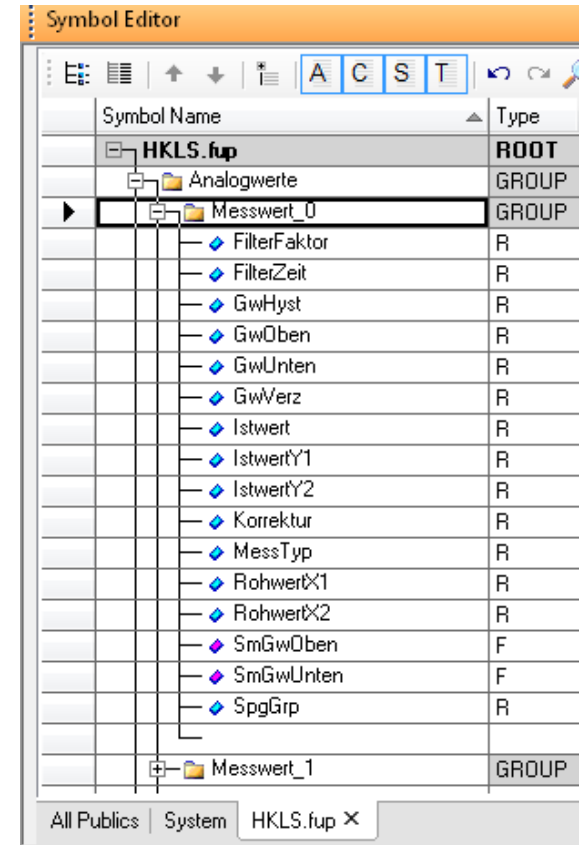 Symbol Editor
A C S T
Symbol Name Type
HKLS.fup ROOT
Analogwerte GROUP
Messwert_0 GROUP
FilterFaktor R
FilterZeit R
GwHyst R
GwOben R
GwUnten R
GwVerz R
Istwert R
IstwertY1 R
IstwertY2 R
Korrektur R
MessTyp R
RohwertX1 R
RohwertX2 R
SmGwOben F
SmGwUnten F
SpgGrp R
Messwert_1 GROUP
All Publics System HKLS.fup